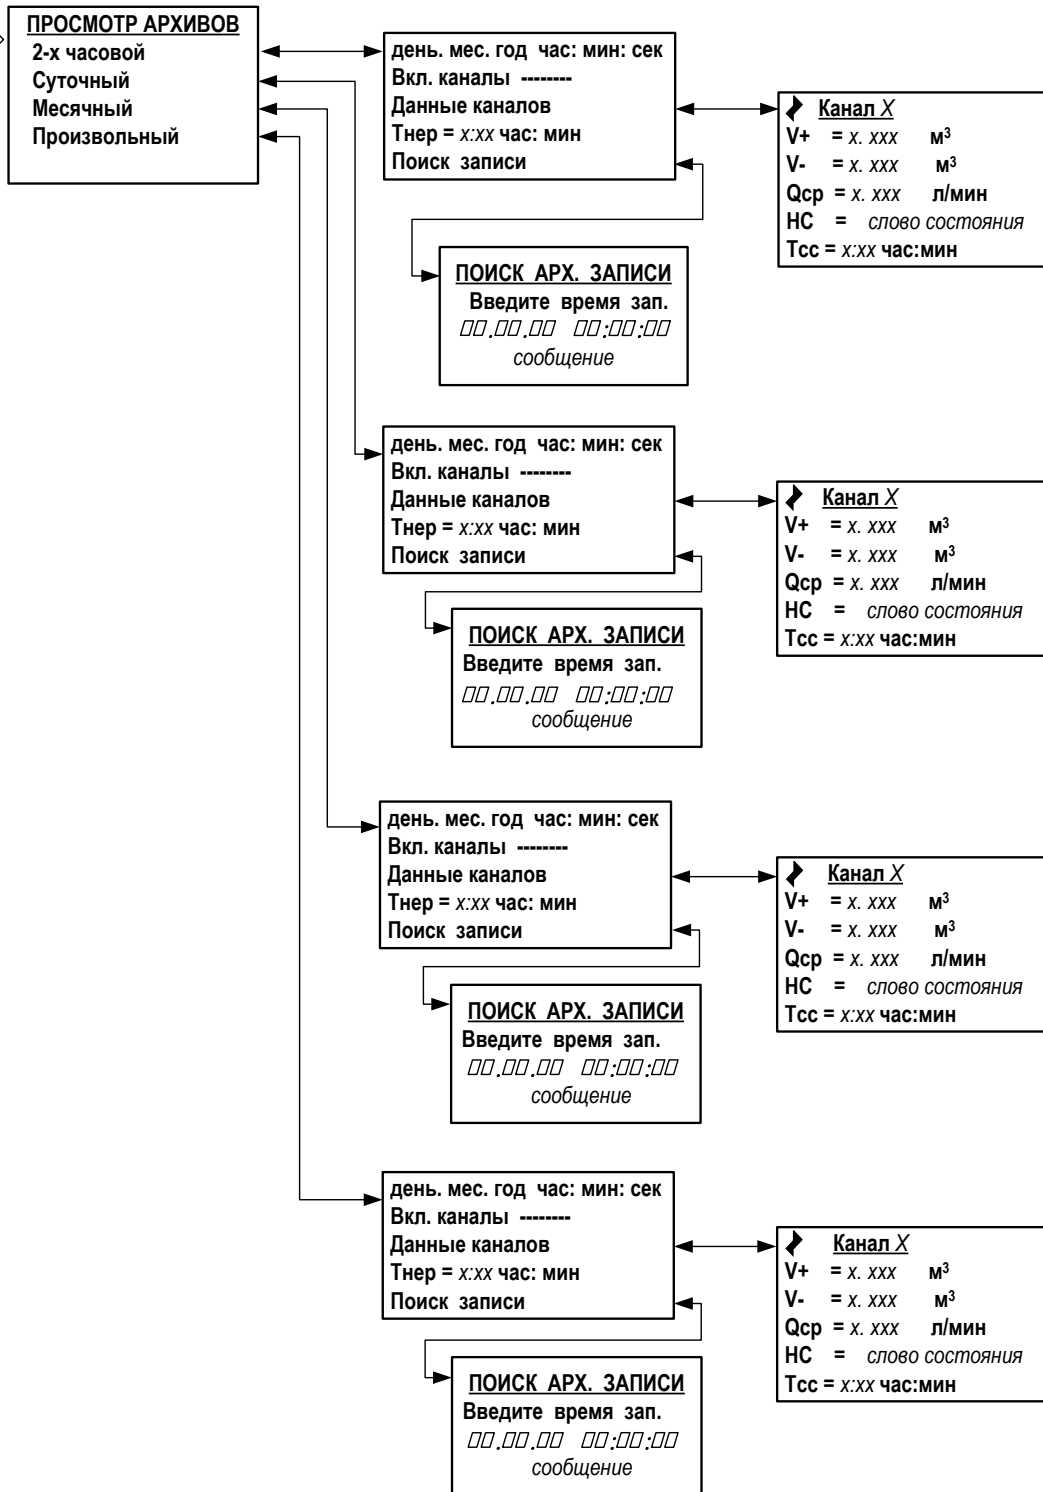 ПРОСМОТР АРХИВОВ
2-х часовой
Суточный
Месячный
Произвольный
день. мес. год час: мин: сек
Вкл. каналы --------
Данные каналов
Тнер = x:xx час: мин
Поиск записи
Канал X
V+ = x. xxx м³
V- = x. xxx м³
Qср = x. xxx л/мин
НС = слово состояния
Тсс = x:xx час:мин
ПОИСК АРХ. ЗАПИСИ
Введите время зап.
00.00.00 00:00:00
сообщение
день. мес. год час: мин: сек
Вкл. каналы --------
Данные каналов
Тнер = x:xx час: мин
Поиск записи
Канал X
V+ = x. xxx м³
V- = x. xxx м³
Qср = x. xxx л/мин
НС = слово состояния
Тсс = x:xx час:мин
ПОИСК АРХ. ЗАПИСИ
Введите время зап.
00.00.00 00:00:00
сообщение
день. мес. год час: мин: сек
Вкл. каналы --------
Данные каналов
Тнер = x:xx час: мин
Поиск записи
Канал X
V+ = x. xxx м³
V- = x. xxx м³
Qср = x. xxx л/мин
НС = слово состояния
Тсс = x:xx час:мин
ПОИСК АРХ. ЗАПИСИ
Введите время зап.
00.00.00 00:00:00
сообщение
день. мес. год час: мин: сек
Вкл. каналы --------
Данные каналов
Тнер = x:xx час: мин
Поиск записи
Канал X
V+ = x. xxx м³
V- = x. xxx м³
Qср = x. xxx л/мин
НС = слово состояния
Тсс = x:xx час:мин
ПОИСК АРХ. ЗАПИСИ
Введите время зап.
00.00.00 00:00:00
сообщение